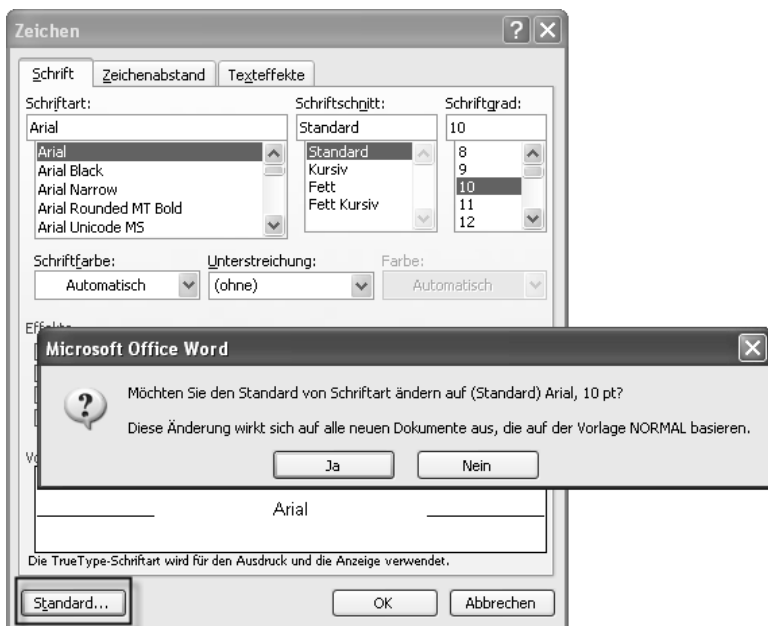 Zeichen
Schrift Zeichenabstand Texteffekte
Schriftart: Schriftschnitt: Schriftgrad:
Arial Standard 10
Arial Standard 8
Arial Black Kursiv 9
Arial Narrow Fett 10
Arial Rounded MT Bold Fett Kursiv 11
Arial Unicode MS 12
Schriftfarbe: Unterstreichung: Farbe:
Automatisch (ohne) Automatisch
Effekte
Microsoft Office Word
Möchten Sie den Standard von Schriftart ändern auf (Standard) Arial, 10 pt?
Diese Änderung wirkt sich auf alle neuen Dokumente aus, die auf der Vorlage NORMAL basieren.
Ja Nein
Arial
Die TrueType-Schriftart wird für den Ausdruck und die Anzeige verwendet.
Standard... OK Abbrechen